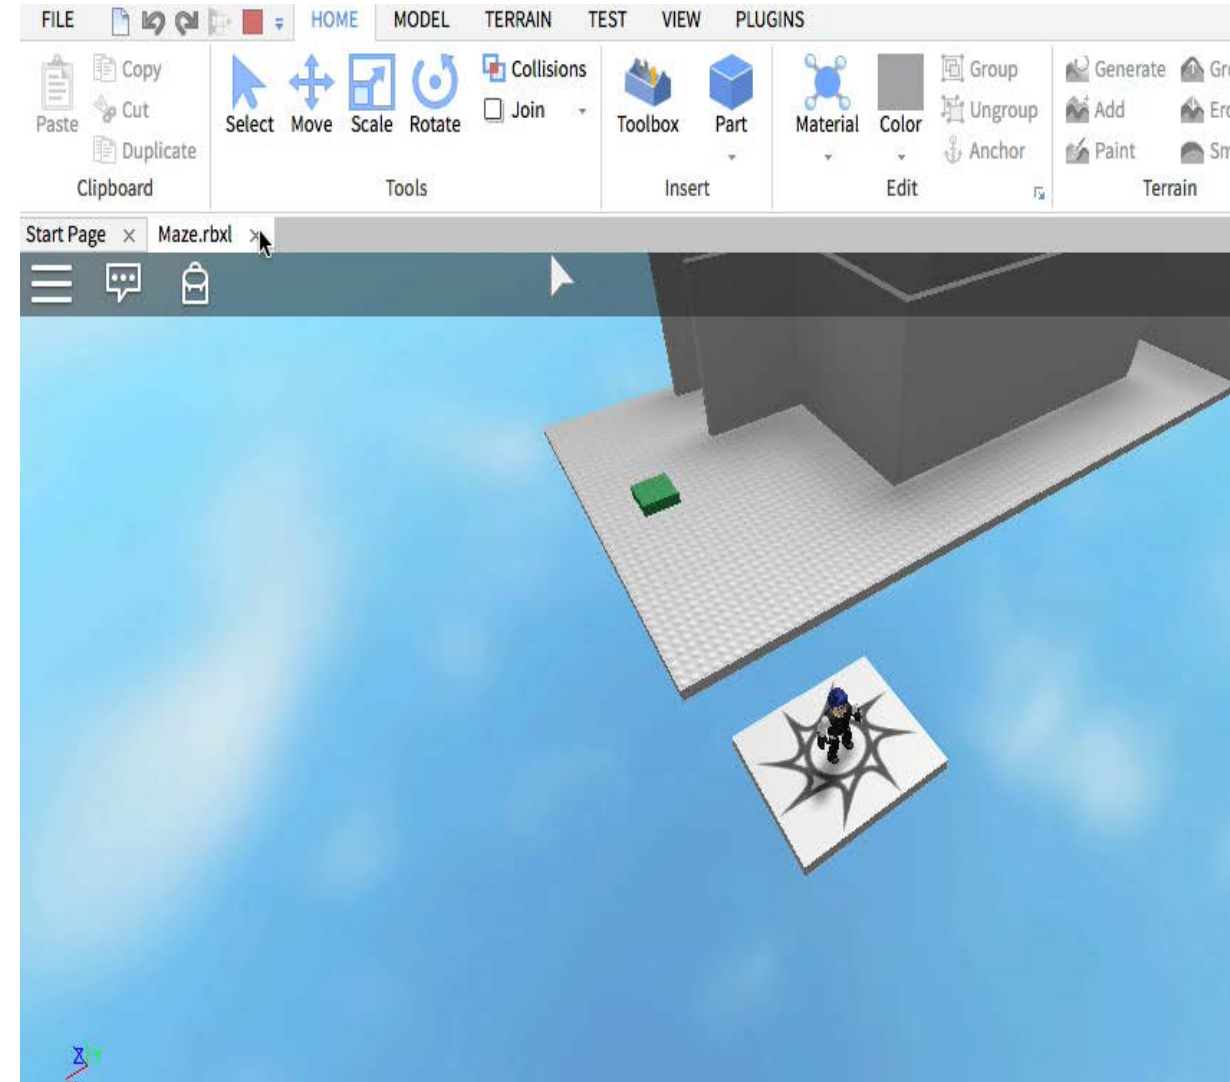 FILE HOME MODEL TERRAIN TEST VIEW PLUGINS
Copy Collisions Group Generate
Cut Join Ungroup Add
Paste Select Move Scale Rotate Toolbox Part Material Color
Duplicate Anchor Paint
Clipboard Tools Insert Edit Terrain
Start Page Maze.rbxl
Z Y